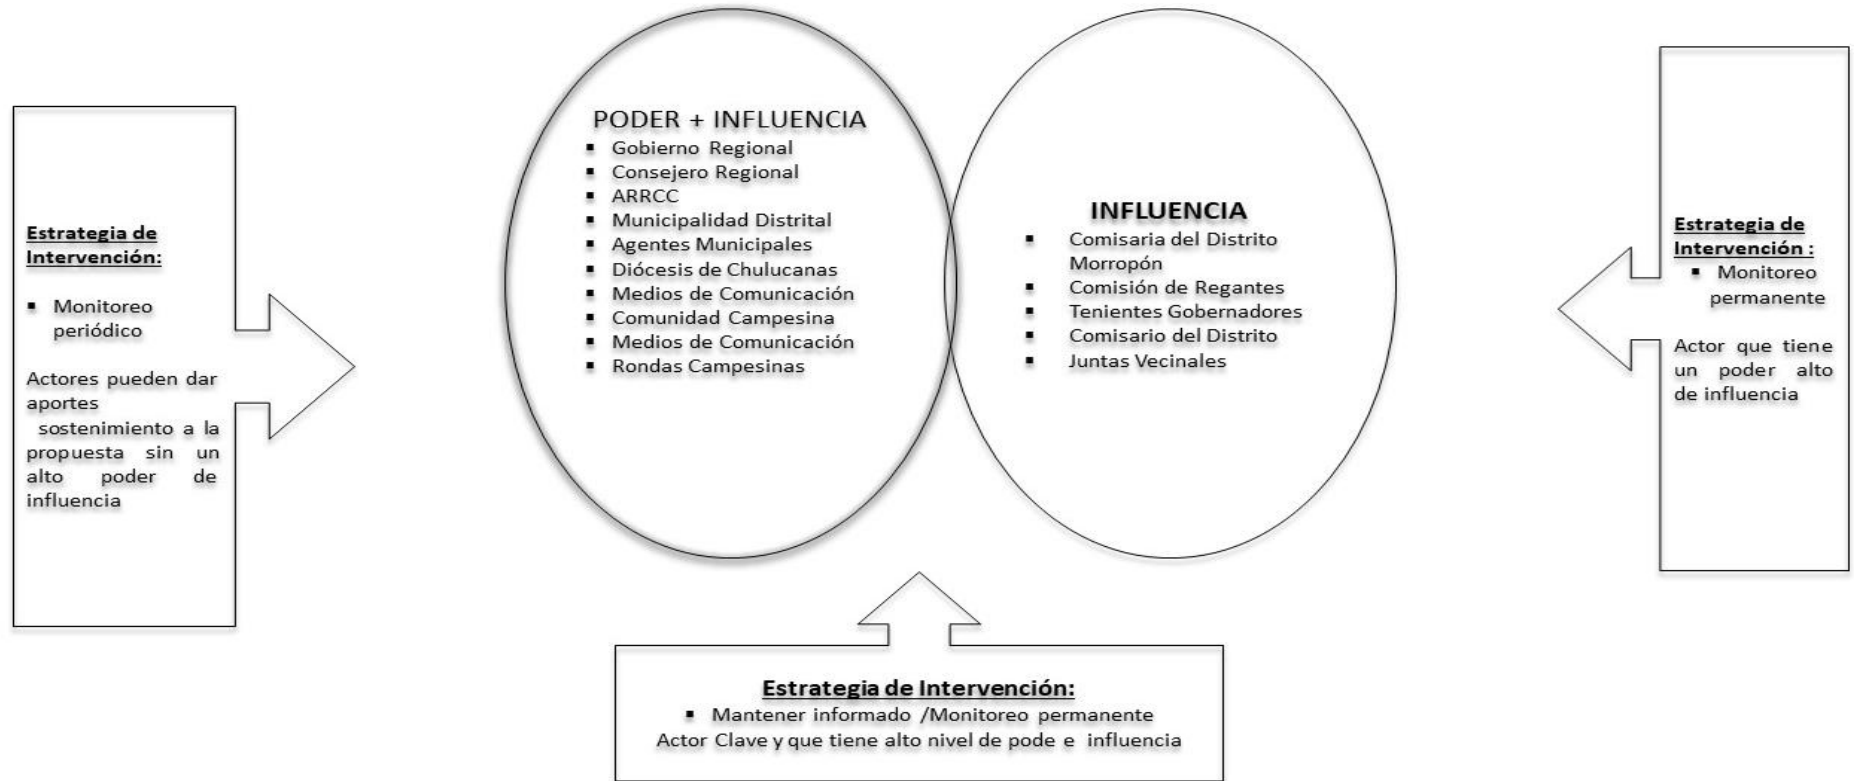 Estrategia de
Intervención:
▪ Monitoreo
periódico
Actores pueden dar
aportes
sostenimiento a la
propuesta sin un
alto poder de
influencia
PODER + INFLUENCIA
▪ Gobierno Regional
▪ Consejero Regional
▪ ARRCC
▪ Municipalidad Distrital
▪ Agentes Municipales
▪ Diócesis de Chulucanas
▪ Medios de Comunicación
▪ Comunidad Campesina
▪ Medios de Comunicación
▪ Rondas Campesinas
INFLUENCIA
▪ Comisaria del Distrito
Morropón
▪ Comisión de Regantes
▪ Tenientes Gobernadores
▪ Comisario del Distrito
▪ Juntas Vecinales
Estrategia de
Intervención :
▪ Monitoreo
permanente
Actor que tiene
un poder alto
de influencia
Estrategia de Intervención:
▪ Mantener informado /Monitoreo permanente
Actor Clave y que tiene alto nivel de pode e influencia